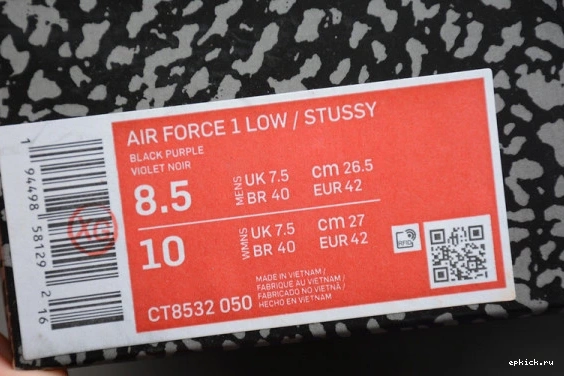 AIR FORCE 1 LOW / STUSSY
BLACK PURPLE
VIOLET NOIR
8.5
MENS
UK 7.5
cm 26.5
BR 40
EUR 42
10
WMNS
UK 7.5
cm 27
BR 40
EUR 42
RFID
MADE IN VIETNAM /
FABRIQUE AU VIETNAM /
FABRICADO NO VIETNÃ /
HECHO EN VIETNAM
CT8532 050
1 94498 58129 2 16
XG
epkick.ru